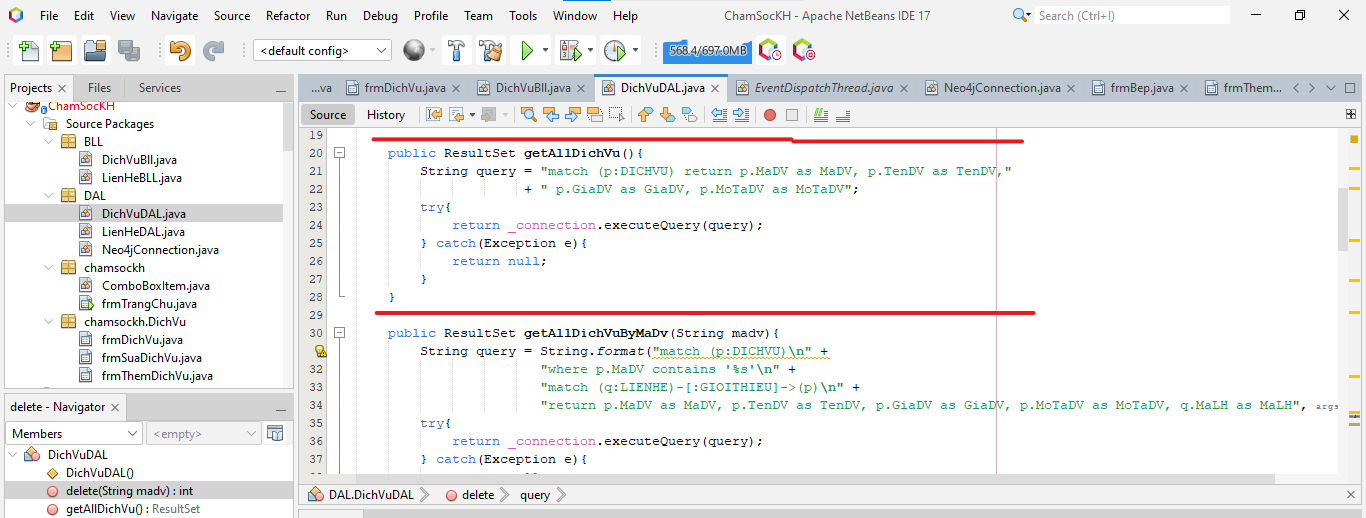 File Edit View Navigate Source Refactor Run Debug Profile Team Tools Window Help ChamSocKH - Apache NetBeans IDE 17 Search (Ctrl+I)
<default config> 568.4/697.0MB
Projects Files Services
...va frmDichVu.java DichVuBll.java DichVuDAL.java EventDispatchThread.java Neo4jConnection.java frmBep.java frmThem...
Source History
ChamSocKH
Source Packages
BLL
DichVuBll.java
LienHeBLL.java
DAL
DichVuDAL.java
LienHeDAL.java
Neo4jConnection.java
chamsockh
ComboBoxItem.java
frmTrangChu.java
chamsockh.DichVu
frmDichVu.java
frmSuaDichVu.java
frmThemDichVu.java
delete - Navigator
Members <empty>
DichVuDAL
DichVuDAL()
delete(String madv) : int
getAllDichVu() : ResultSet
19
20 public ResultSet getAllDichVu(){
21 String query = "match (p:DICHVU) return p.MaDV as MaDV, p.TenDV as TenDV,"
22 + " p.GiaDV as GiaDV, p.MoTaDV as MoTaDV";
23 try{
24 return _connection.executeQuery(query);
25 } catch(Exception e){
26 return null;
27 }
28 }
29
30 public ResultSet getAllDichVuByMaDv(String madv){
String query = String.format("match (p:DICHVU)\n" +
32 "where p.MaDV contains '%s'\n" +
33 "match (q:LIENHE)-[:GIOITHIEU]->(p)\n" +
34 "return p.MaDV as MaDV, p.TenDV as TenDV, p.GiaDV as GiaDV, p.MoTaDV as MoTaDV, q.MaLH as MaLH", args
35 try{
36 return _connection.executeQuery(query);
37 } catch(Exception e){
DAL.DichVuDAL delete query